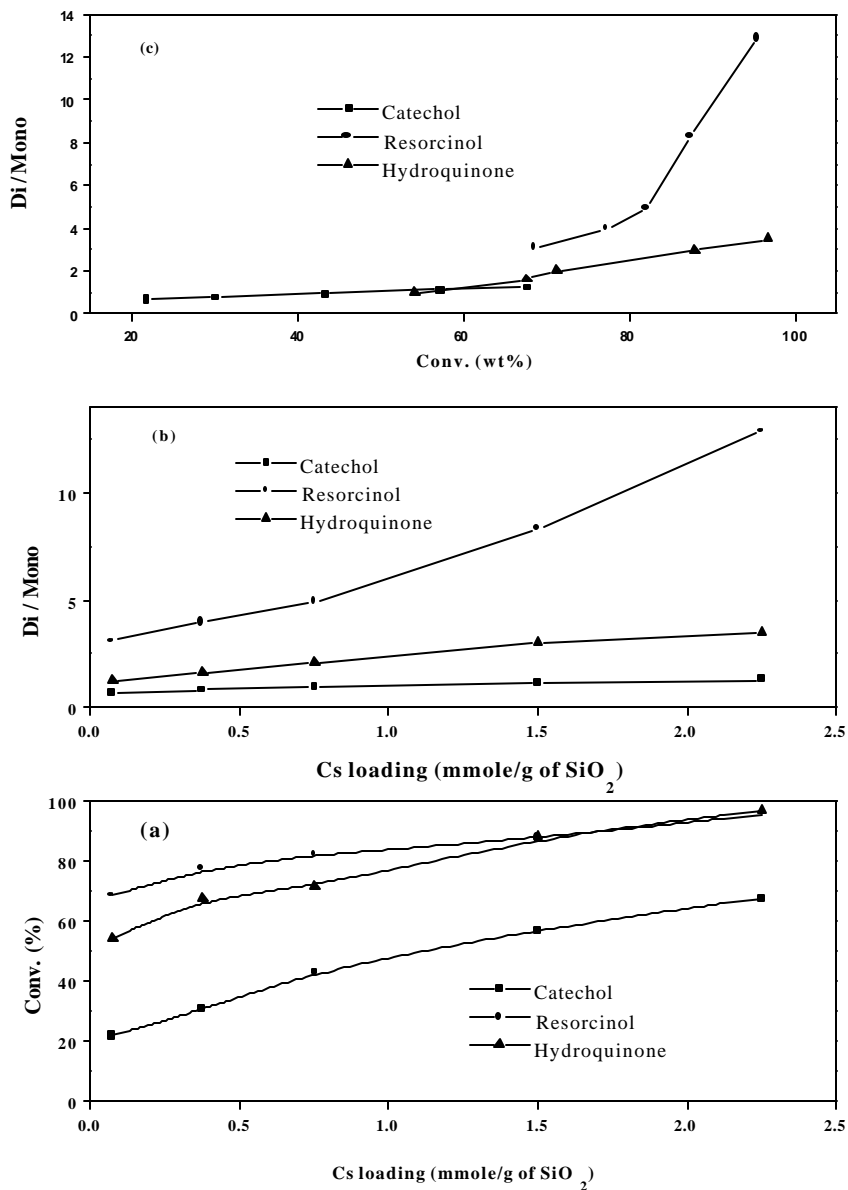 14
12
10
8
6
4
2
0
Di/Mono
(c)
Catechol
Resorcinol
Hydroquinone
20 40 60 80 100
Conv. (wt%)
10
5
0
Di / Mono
(b)
Catechol
Resorcinol
Hydroquinone
0.0 0.5 1.0 1.5 2.0 2.5
Cs loading (mmole/g of SiO2)
100
80
60
40
20
0
Conv. (%)
(a)
Catechol
Resorcinol
Hydroquinone
0.0 0.5 1.0 1.5 2.0 2.5
Cs loading (mmole/g of SiO2)